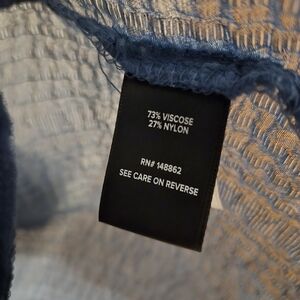 73% VISCOSE
27% NYLON
RN# 148862
SEE CARE ON REVERSE